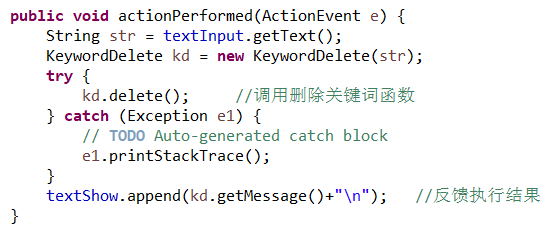 public void actionPerformed(ActionEvent e) {
    String str = textInput.getText();
    KeywordDelete kd = new KeywordDelete(str);
    try {
        kd.delete();     //调用删除关键词函数
    } catch (Exception e1) {
        // TODO Auto-generated catch block
        e1.printStackTrace();
    }
    textShow.append(kd.getMessage()+"\n");   //反馈执行结果
}